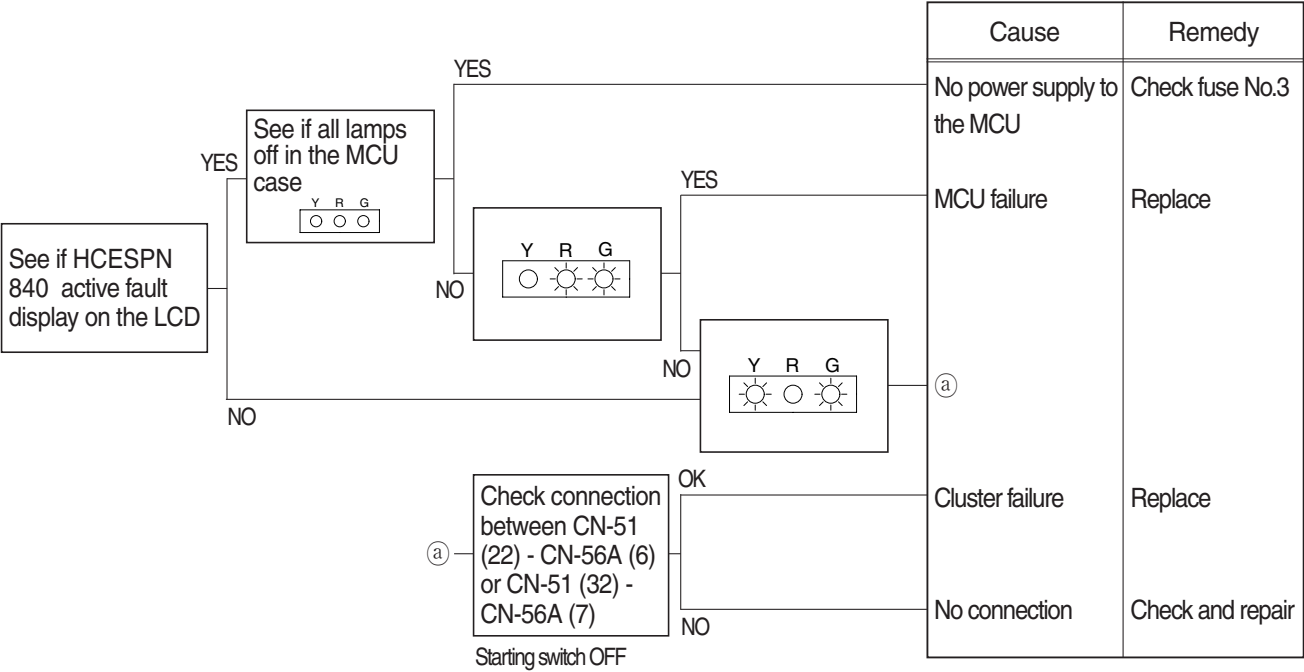 Cause Remedy
YES
No power supply to
the MCU
Check fuse No.3
See if all lamps
off in the MCU
case
Y R G
YES
YES
MCU failure
Replace
See if HCESPN
840 active fault
display on the LCD
Y R G
NO
NO
Y R G
ⓐ
NO
OK
Check connection
between CN-51
(22) - CN-56A (6)
or CN-51 (32) -
CN-56A (7)
ⓐ
Cluster failure
Replace
No connection
Check and repair
NO
Starting switch OFF